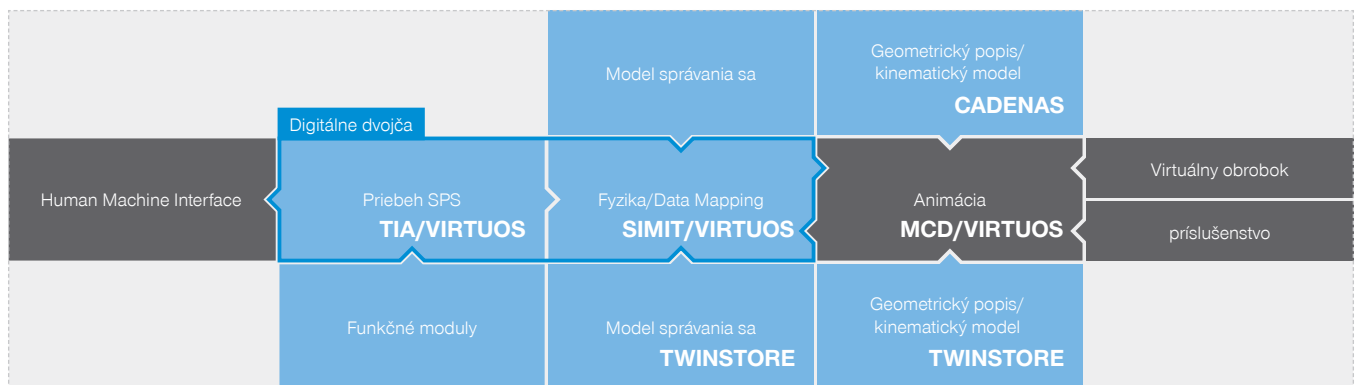 Model správania sa
Geometrický popis/
kinematický model
CADENAS
Digitálne dvojča
Human Machine Interface
Priebeh SPS
TIA/VIRTUOS
Fyzika/Data Mapping
SIMIT/VIRTUOS
Animácia
MCD/VIRTUOS
Virtuálny obrobok
príslušenstvo
Funkčné moduly
Model správania sa
TWINSTORE
Geometrický popis/
kinematický model
TWINSTORE